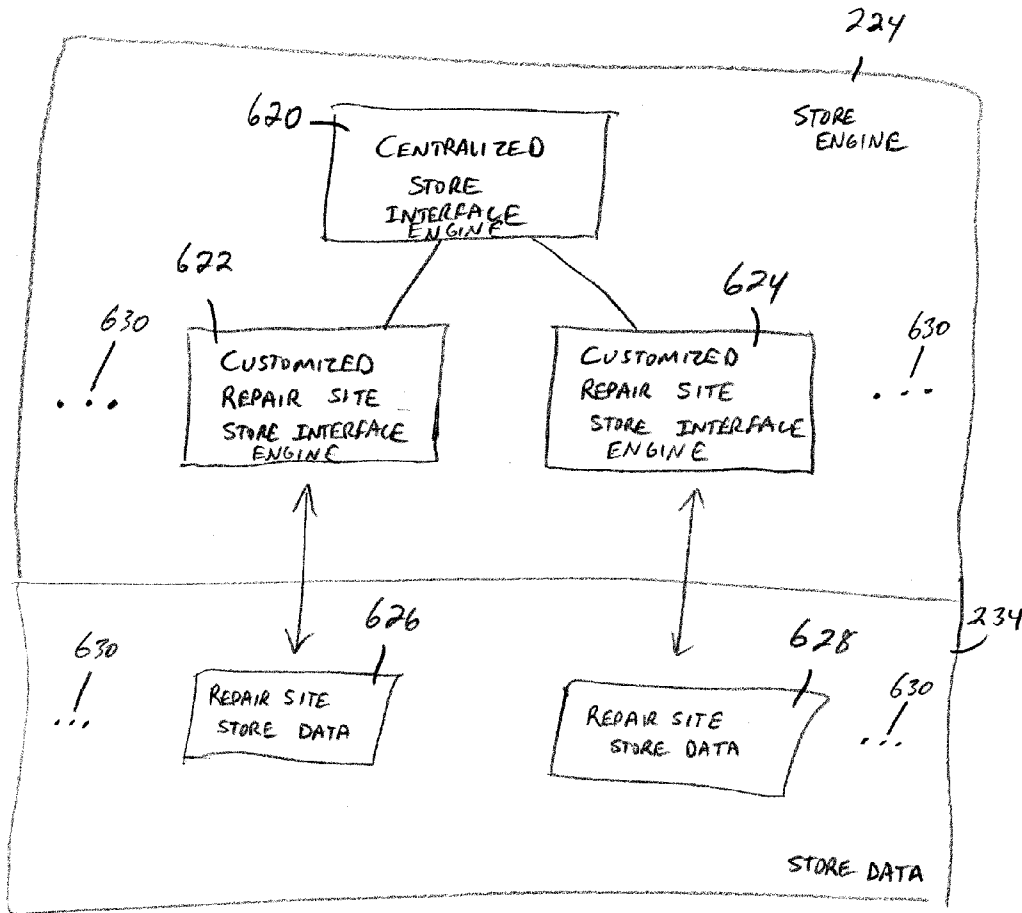 224
STORE
ENGINE
620
CENTRALIZED
STORE
INTERFACE
ENGINE
622
624
630
630
CUSTOMIZED
REPAIR SITE
STORE INTERFACE
ENGINE
CUSTOMIZED
REPAIR SITE
STORE INTERFACE
ENGINE
626
234
630
628
630
REPAIR SITE
STORE DATA
REPAIR SITE
STORE DATA
STORE DATA